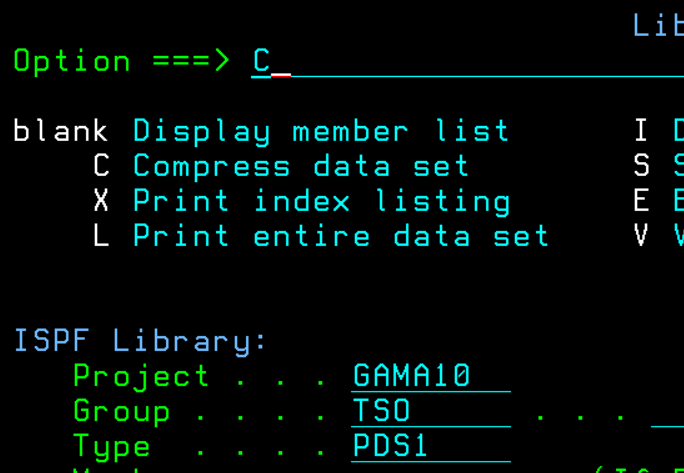 Lib
Option ===> C_
blank Display member list I D
C Compress data set S S
X Print index listing E E
L Print entire data set V V
ISPF Library:
Project . . . GAMA10
Group . . . . TSO . . .
Type . . . . PDS1